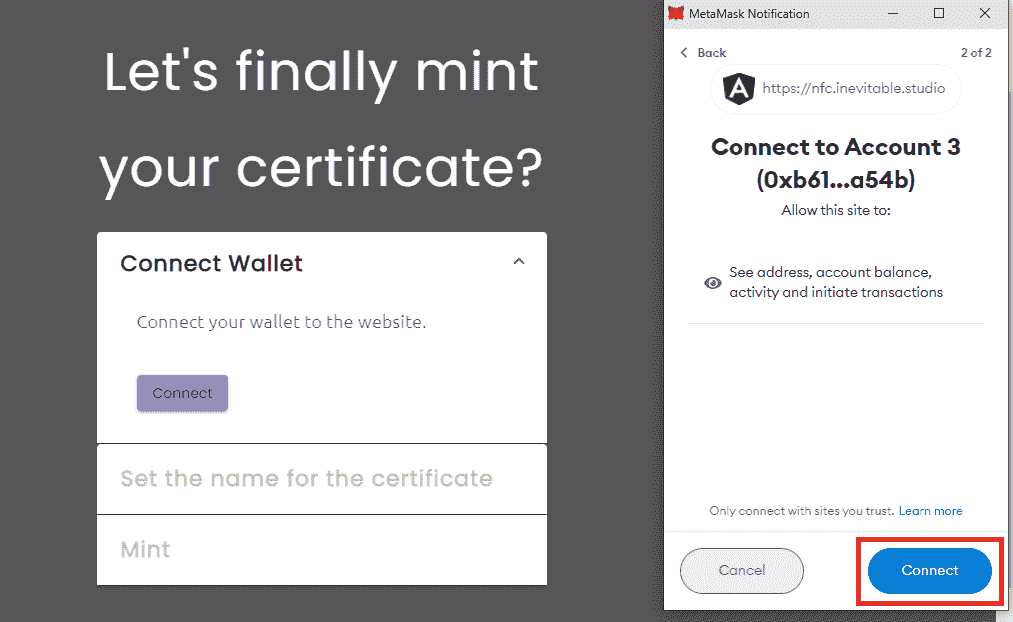 Let's finally mint
your certificate?
Connect Wallet
Connect your wallet to the website.
Connect
Set the name for the certificate
Mint
MetaMask Notification
Back
2 of 2
https://nfc.inevitable.studio
Connect to Account 3
(0xb61...a54b)
Allow this site to:
See address, account balance,
activity and initiate transactions
Only connect with sites you trust. Learn more
Cancel
Connect